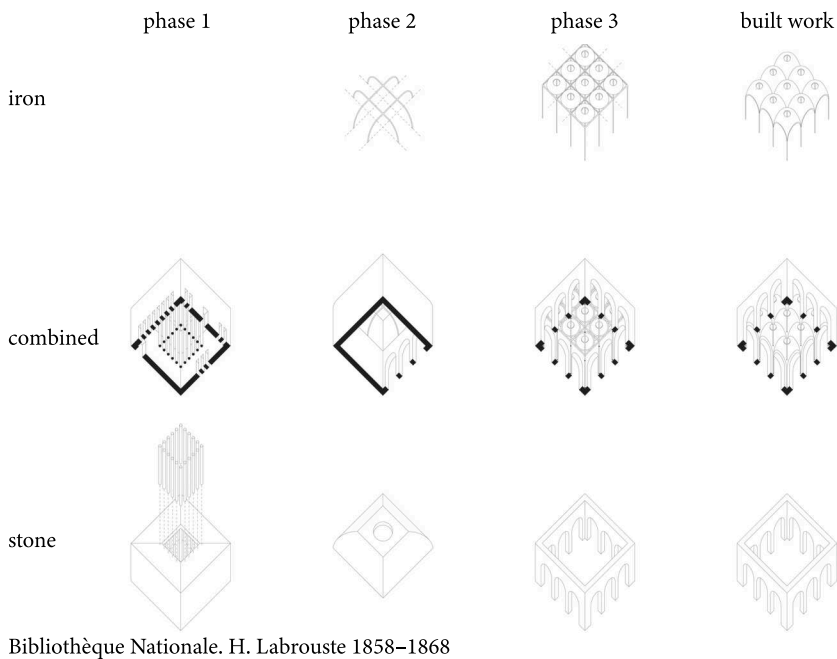 phase 1 phase 2 phase 3 built work
iron
combined
stone
Bibliothèque Nationale. H. Labrouste 1858–1868